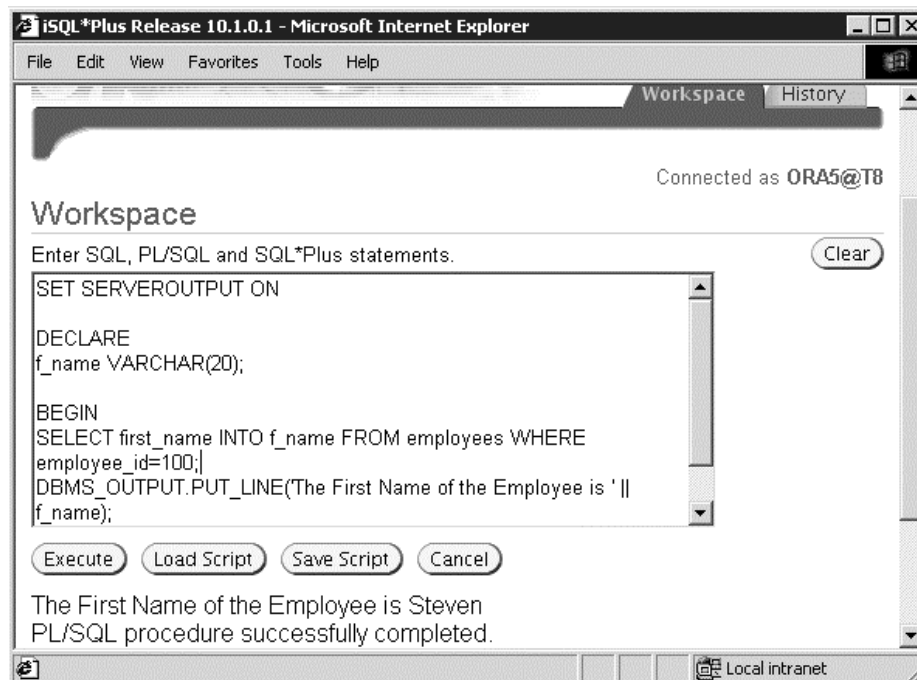 iSQL*Plus Release 10.1.0.1 - Microsoft Internet Explorer
File Edit View Favorites Tools Help
Workspace History
Connected as ORA5@T8
Workspace
Enter SQL, PL/SQL and SQL*Plus statements.
Clear
SET SERVEROUTPUT ON
DECLARE
f_name VARCHAR(20);
BEGIN
SELECT first_name INTO f_name FROM employees WHERE
employee_id=100;
DBMS_OUTPUT.PUT_LINE('The First Name of the Employee is ' ||
f_name);
Execute Load Script Save Script Cancel
The First Name of the Employee is Steven
PL/SQL procedure successfully completed.
Local intranet